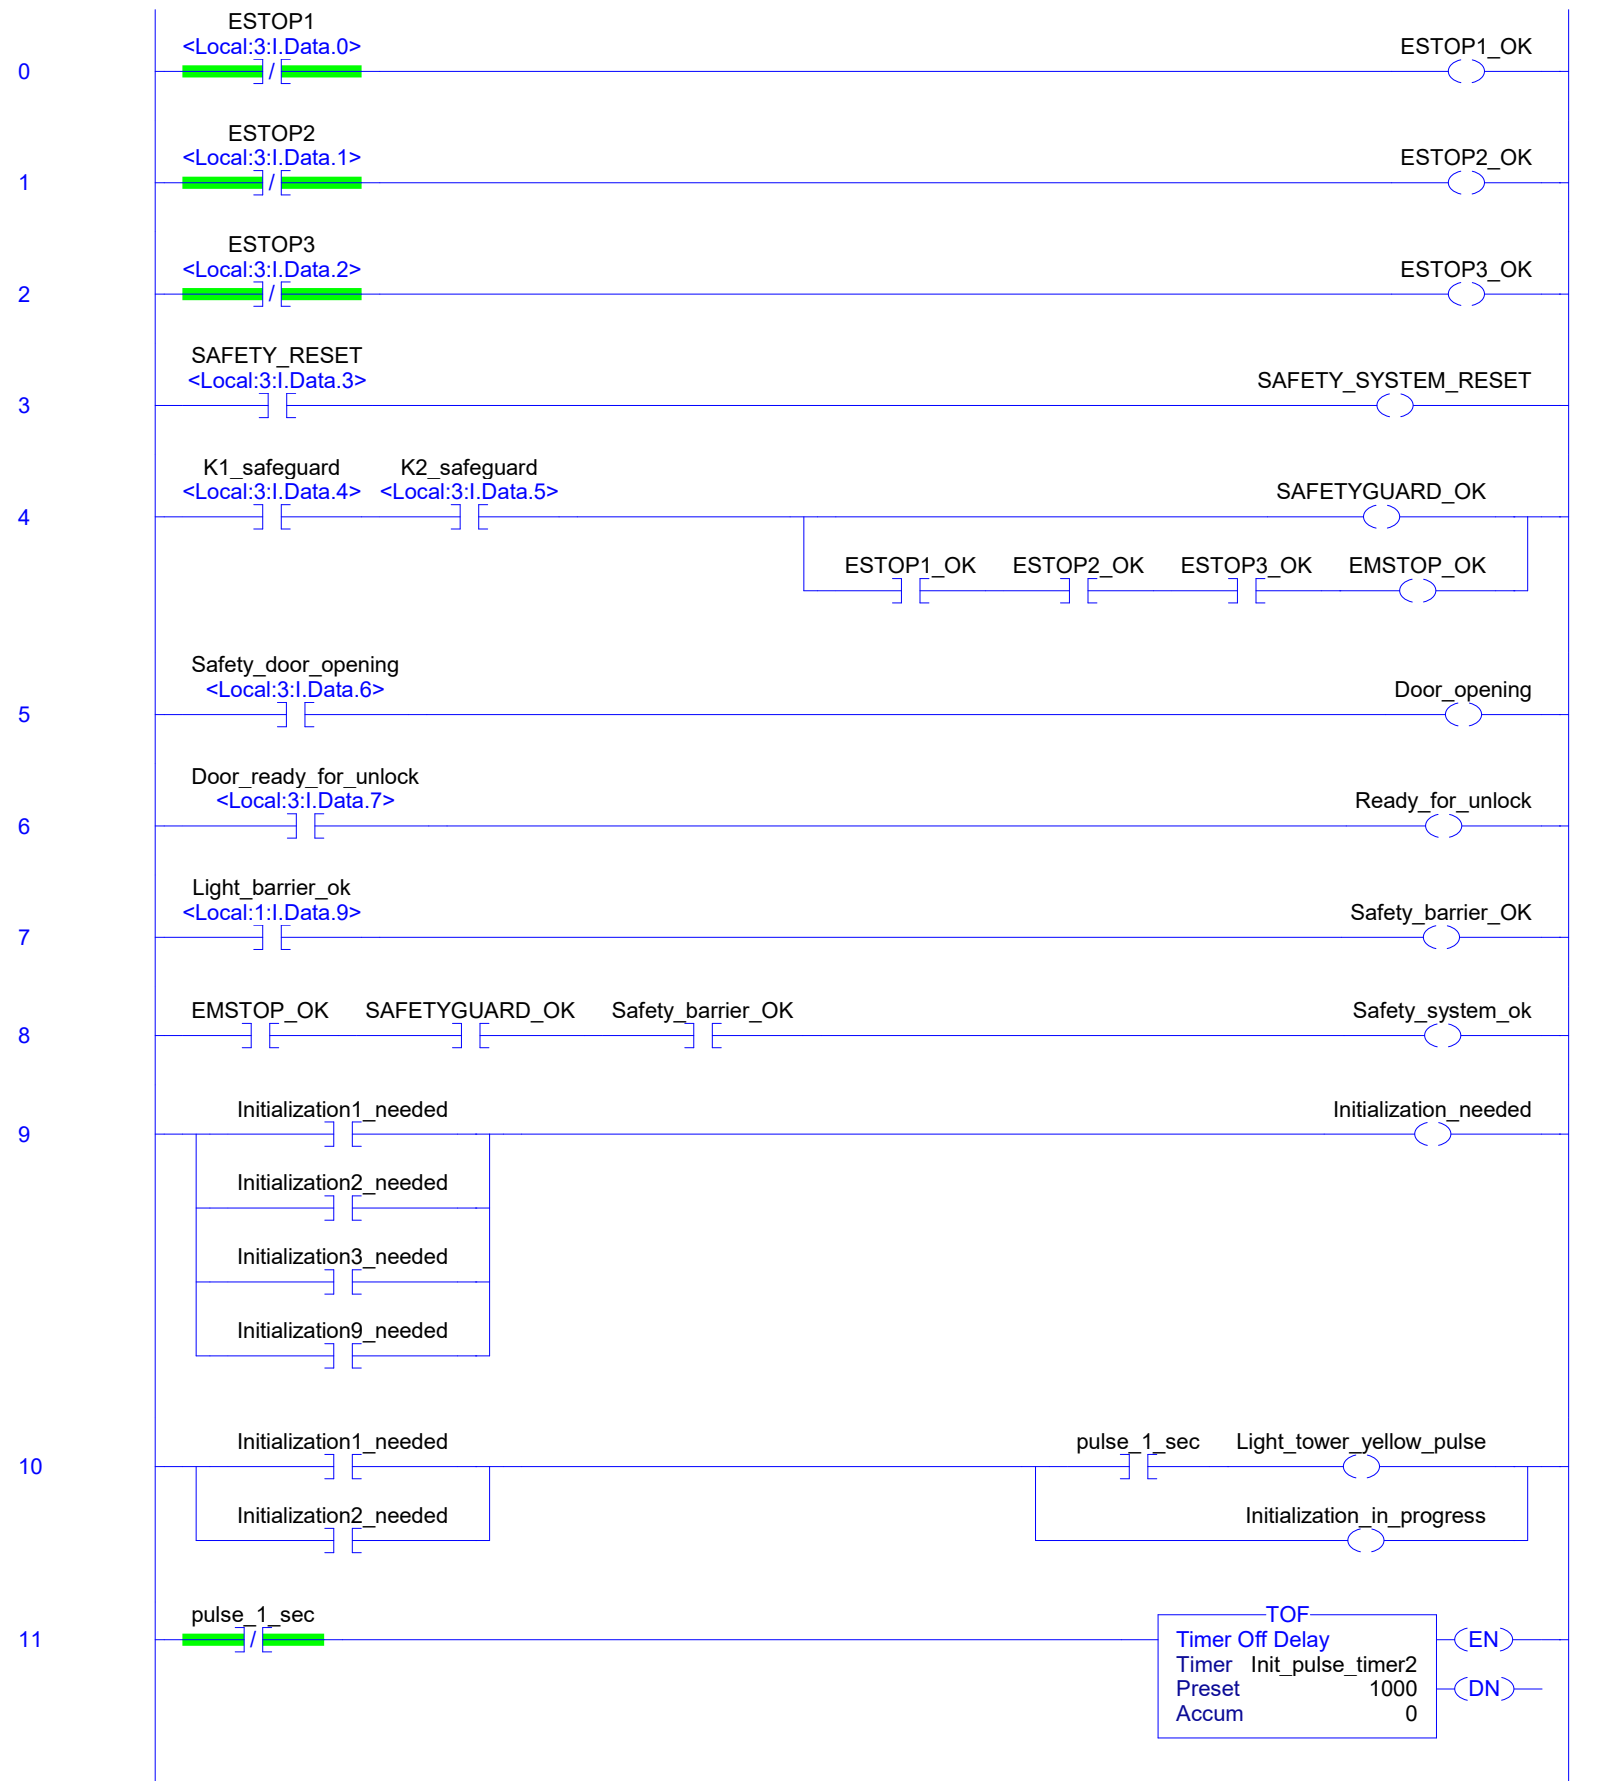 ESTOP1
<Local:3:I.Data.0>
ESTOP1_OK
0
/
ESTOP2
<Local:3:I.Data.1>
ESTOP2_OK
1
/
ESTOP3
<Local:3:I.Data.2>
ESTOP3_OK
2
/
SAFETY_RESET
<Local:3:I.Data.3>
SAFETY_SYSTEM_RESET
3
K1_safeguard K2_safeguard
<Local:3:I.Data.4> <Local:3:I.Data.5>
SAFETYGUARD_OK
4
ESTOP1_OK ESTOP2_OK ESTOP3_OK EMSTOP_OK
Safety_door_opening
<Local:3:I.Data.6>
Door_opening
5
Door_ready_for_unlock
<Local:3:I.Data.7>
Ready_for_unlock
6
Light_barrier_ok
<Local:1:I.Data.9>
Safety_barrier_OK
7
EMSTOP_OK SAFETYGUARD_OK Safety_barrier_OK Safety_system_ok
8
Initialization1_needed Initialization_needed
9
Initialization2_needed
Initialization3_needed
Initialization9_needed
Initialization1_needed pulse_1_sec Light_tower_yellow_pulse
10
Initialization2_needed Initialization_in_progress
pulse_1_sec
TOF
11
/
Timer Off Delay
EN
Timer Init_pulse_timer2
Preset 1000
DN
Accum 0